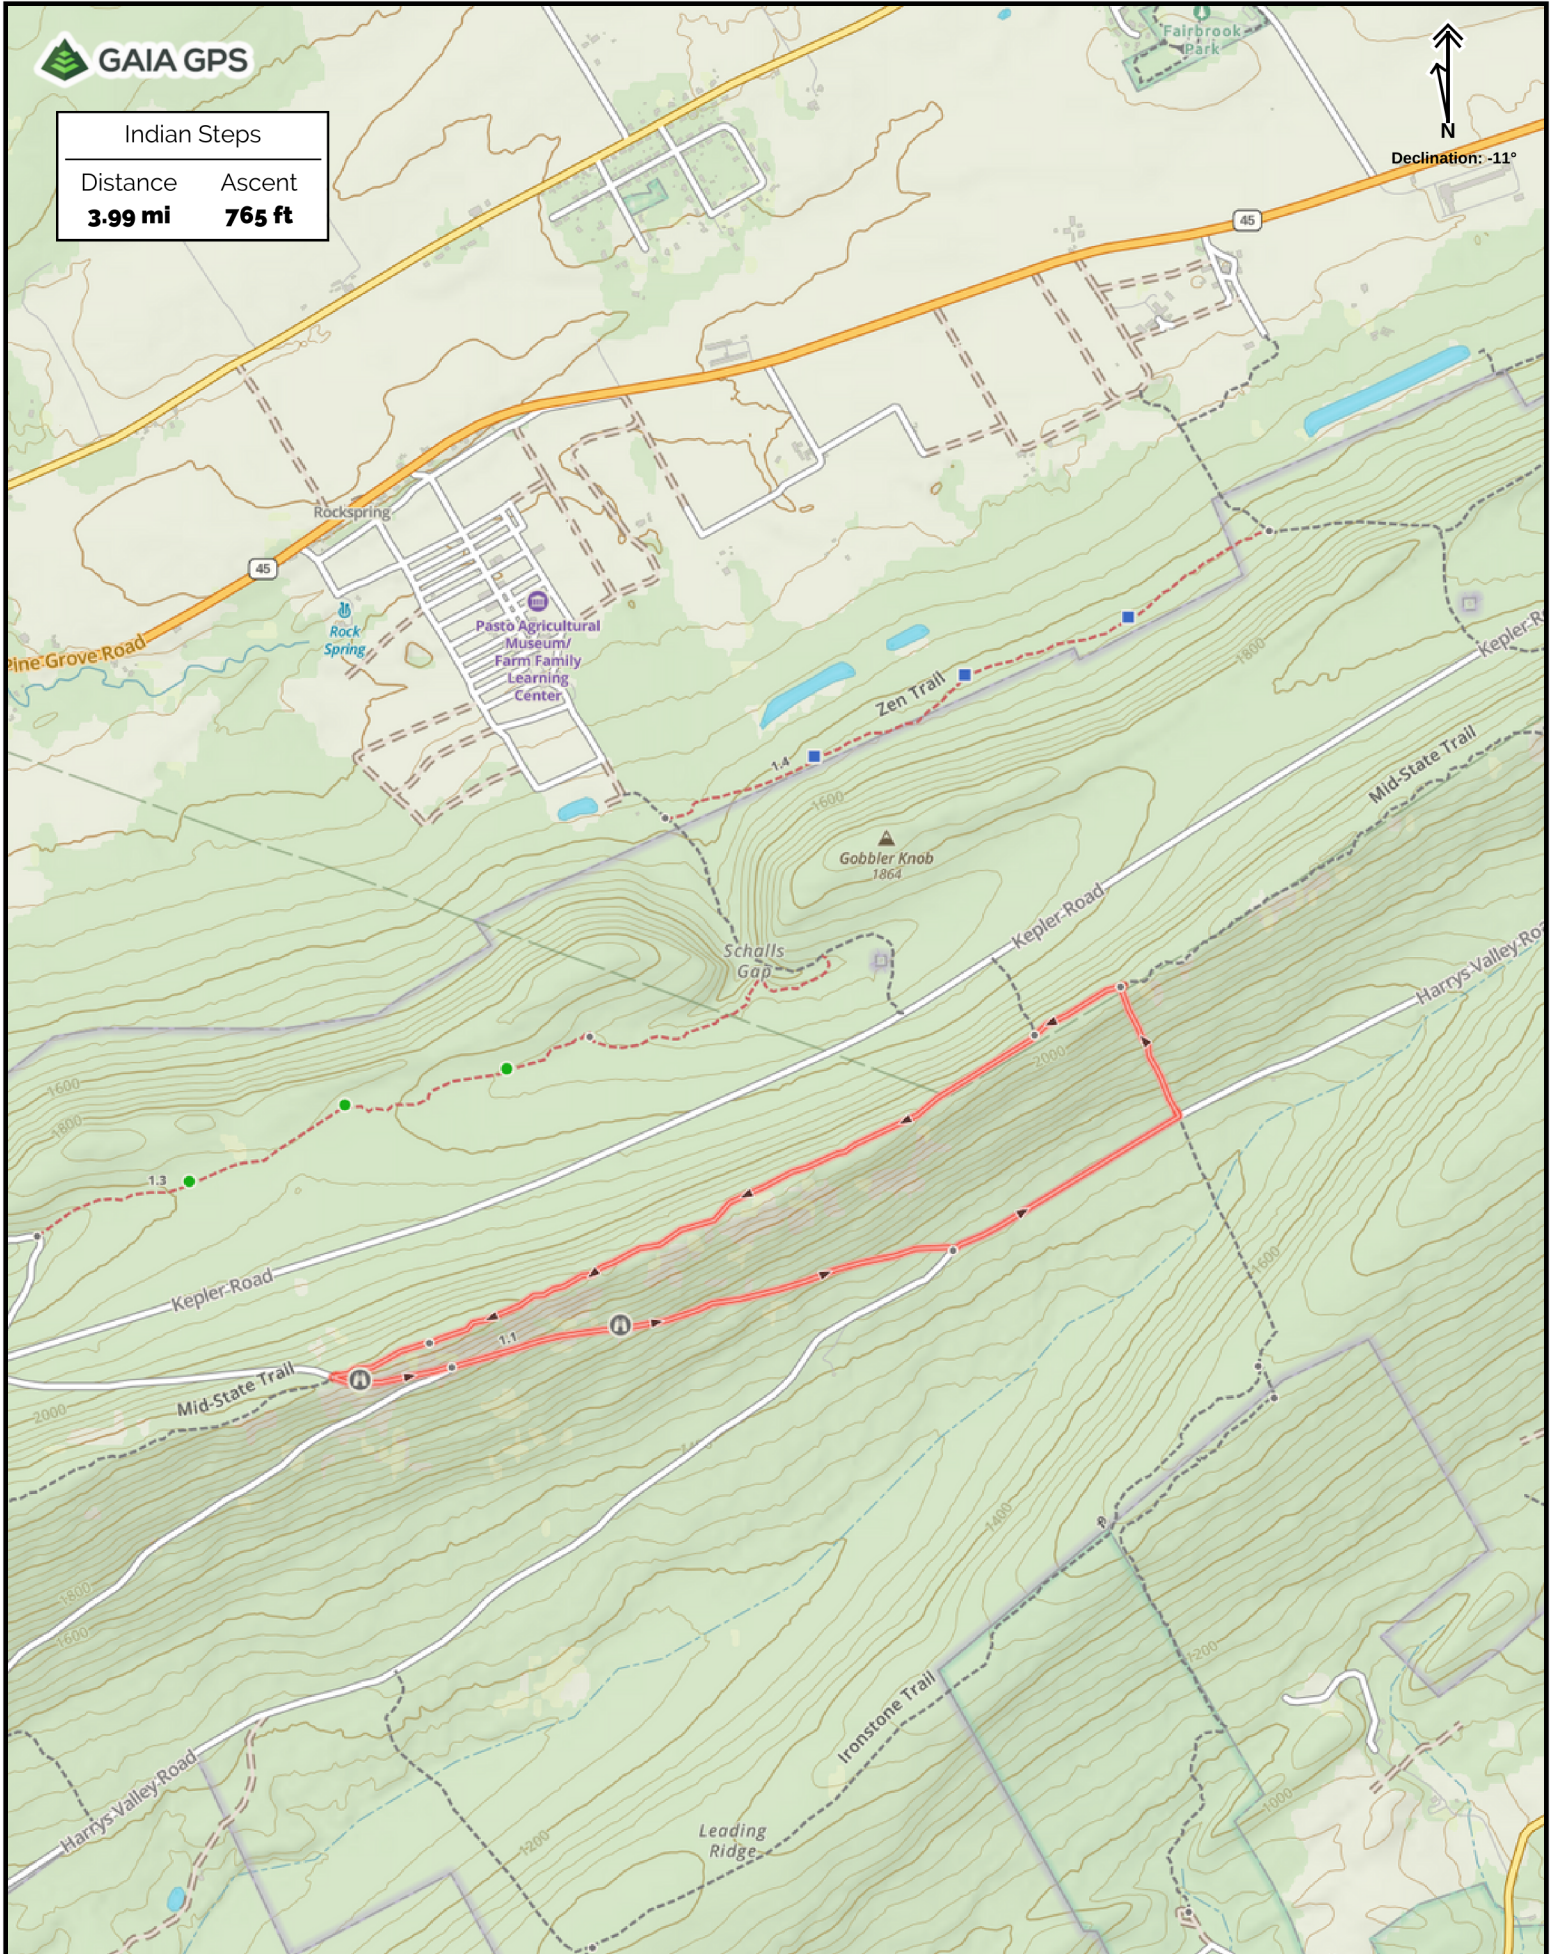 GAIA GPS
Indian Steps
Distance Ascent
3.99 mi 765 ft
Fairbrook
Park
N
Declination: -11°
45
Rockspring
45
Rock
Spring
Pasto Agricultural
Museum/
Farm Family
Learning
Center
Pine Grove Road
Zen Trail
1800
Kepler-R
1.4
1600
Mid-State Trail
Gobbler Knob
1864
Kepler-Road
Schalls
Gap
Harrys-Valley-Roa
2000
1600
1800
1.3
Kepler-Road
1600
1.1
Mid-State Trail
2000
1400
1800
1600
1200
Ironstone Trail
Harrys-Valley-Road
1000
Leading
Ridge
1200